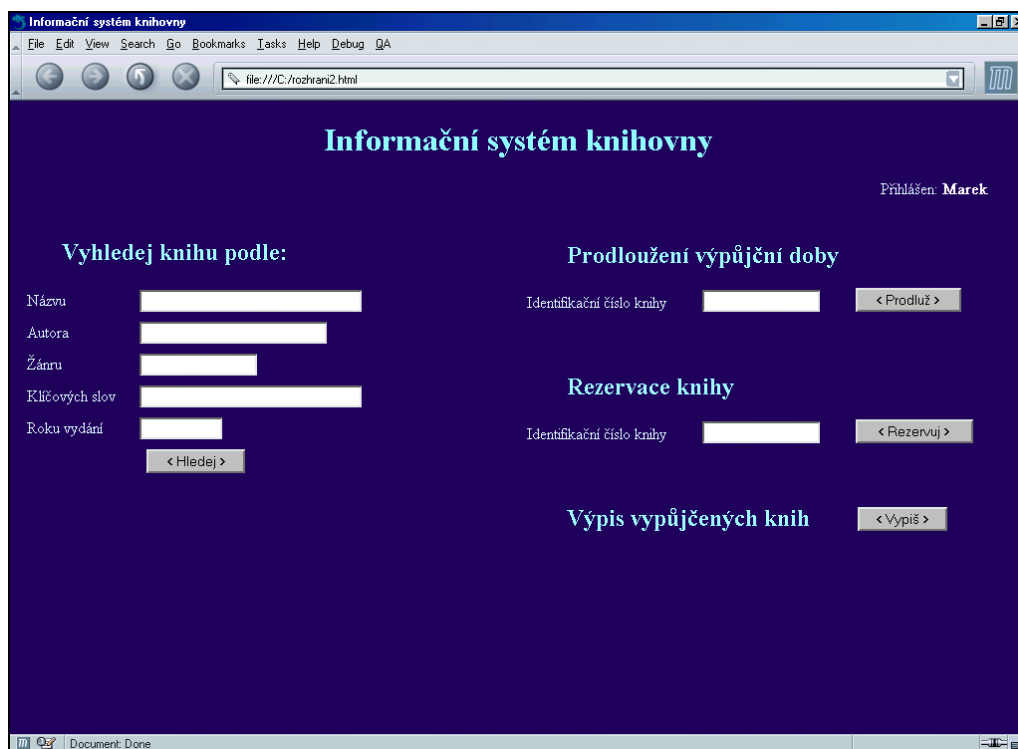 Informační systém knihovny
File Edit View Search Go Bookmarks Tasks Help Debug QA
file:///C:/rozhrani2.html
Informační systém knihovny
Přihlášen: Marek
Vyhledej knihu podle:
Názvu
Autora
Žánru
Klíčových slov
Roku vydání
< Hledej >
Prodloužení výpůjční doby
Identifikační číslo knihy
< Prodluž >
Rezervace knihy
Identifikační číslo knihy
< Rezervuj >
Výpis vypůjčených knih
< Vypiš >
Document: Done